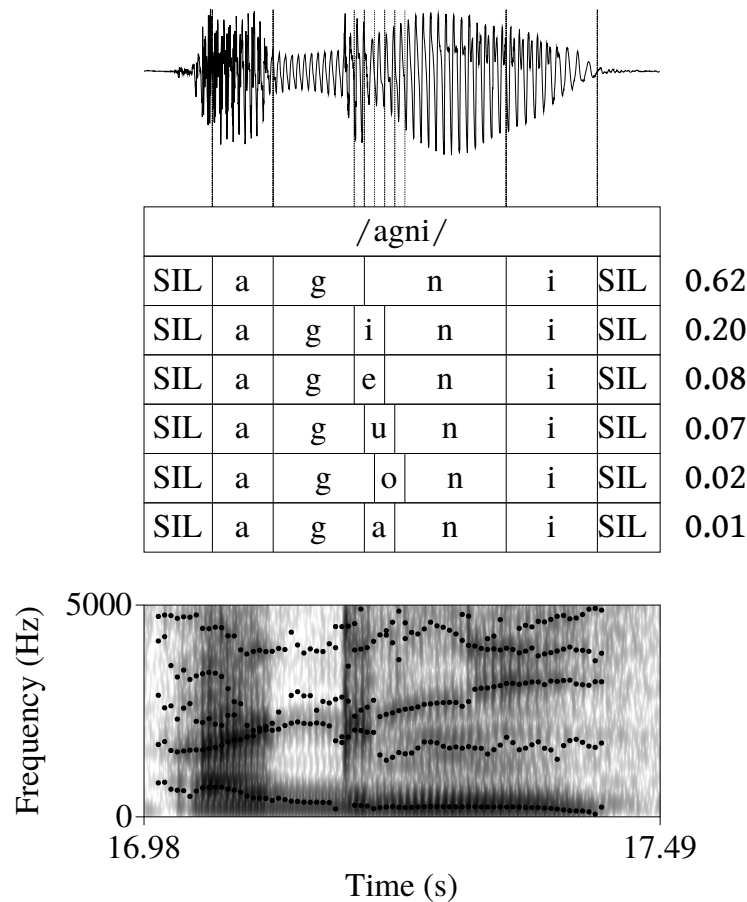 /agni/
SIL a g n i SIL 0.62
SIL a g i n i SIL 0.20
SIL a g e n i SIL 0.08
SIL a g u n i SIL 0.07
SIL a g o n i SIL 0.02
SIL a g a n i SIL 0.01
5000
Frequency (Hz)
0
16.98 17.49
Time (s)